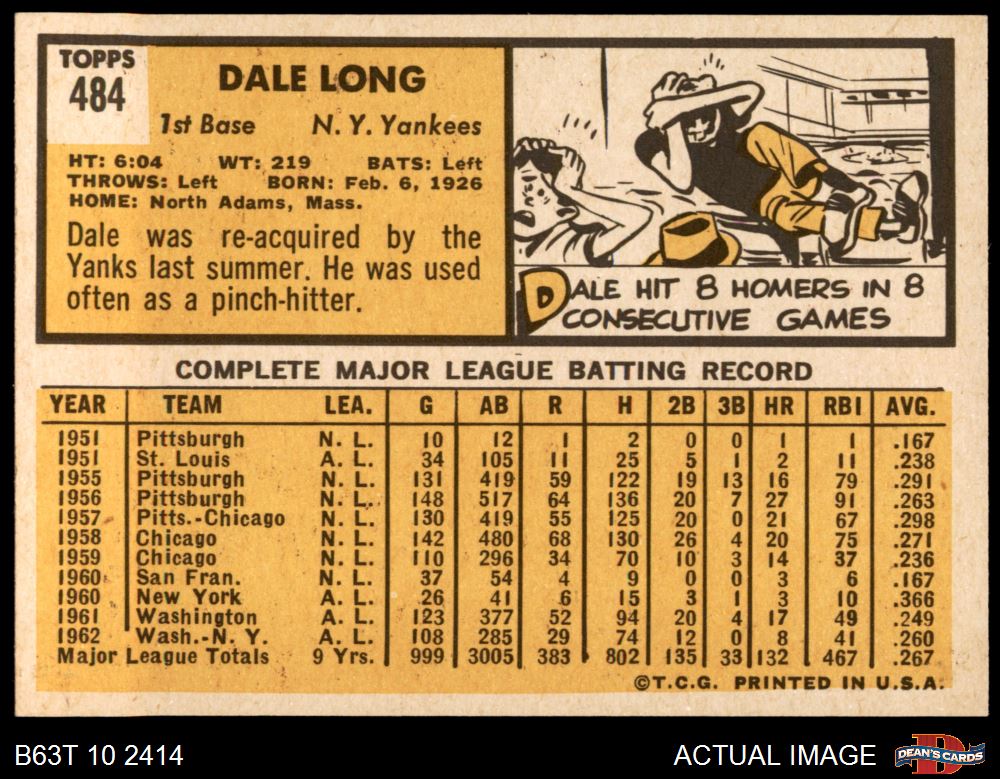 TOPPS
484
DALE LONG
1st Base N. Y. Yankees
HT: 6:04 WT: 219 BATS: Left
THROWS: Left BORN: Feb. 6, 1926
HOME: North Adams, Mass.
Dale was re-acquired by the
Yanks last summer. He was used
often as a pinch-hitter.
DALE HIT 8 HOMERS IN 8
CONSECUTIVE GAMES
COMPLETE MAJOR LEAGUE BATTING RECORD
YEAR TEAM LEA. G AB R H 2B 3B HR RBI AVG.
1951 Pittsburgh N. L. 10 12 1 2 0 0 1 1 .167
1951 St. Louis A. L. 34 105 11 25 5 1 2 11 .238
1955 Pittsburgh N. L. 131 419 59 122 19 13 16 79 .291
1956 Pittsburgh N. L. 148 517 64 136 20 7 27 91 .263
1957 Pitts.-Chicago N. L. 130 419 55 125 20 0 21 67 .298
1958 Chicago N. L. 142 480 68 130 26 4 20 75 .271
1959 Chicago N. L. 110 296 34 70 10 3 14 37 .236
1960 San Fran. N. L. 37 54 4 9 0 0 3 6 .167
1960 New York A. L. 26 41 6 15 3 1 3 10 .366
1961 Washington A. L. 123 377 52 94 20 4 17 49 .249
1962 Wash.-N. Y. A. L. 108 285 29 74 12 0 8 41 .260
Major League Totals 9 Yrs. 999 3005 383 802 135 33 132 467 .267
©T.C.G. PRINTED IN U.S.A.
B63T 10 2414 ACTUAL IMAGE DEAN'S CARDS